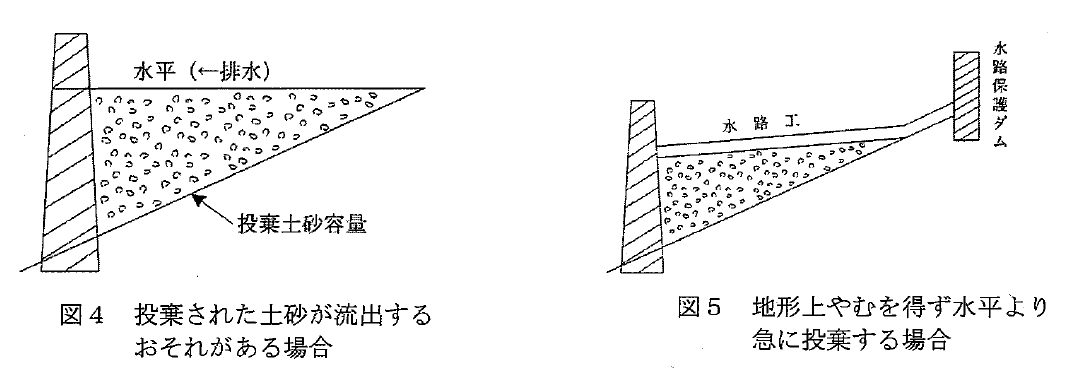 水平(←排水)
投棄土砂容量
図4 投棄された土砂が流出する
おそれがある場合
水路工
水路保護ダム
図5 地形上やむを得ず水平より
急に投棄する場合